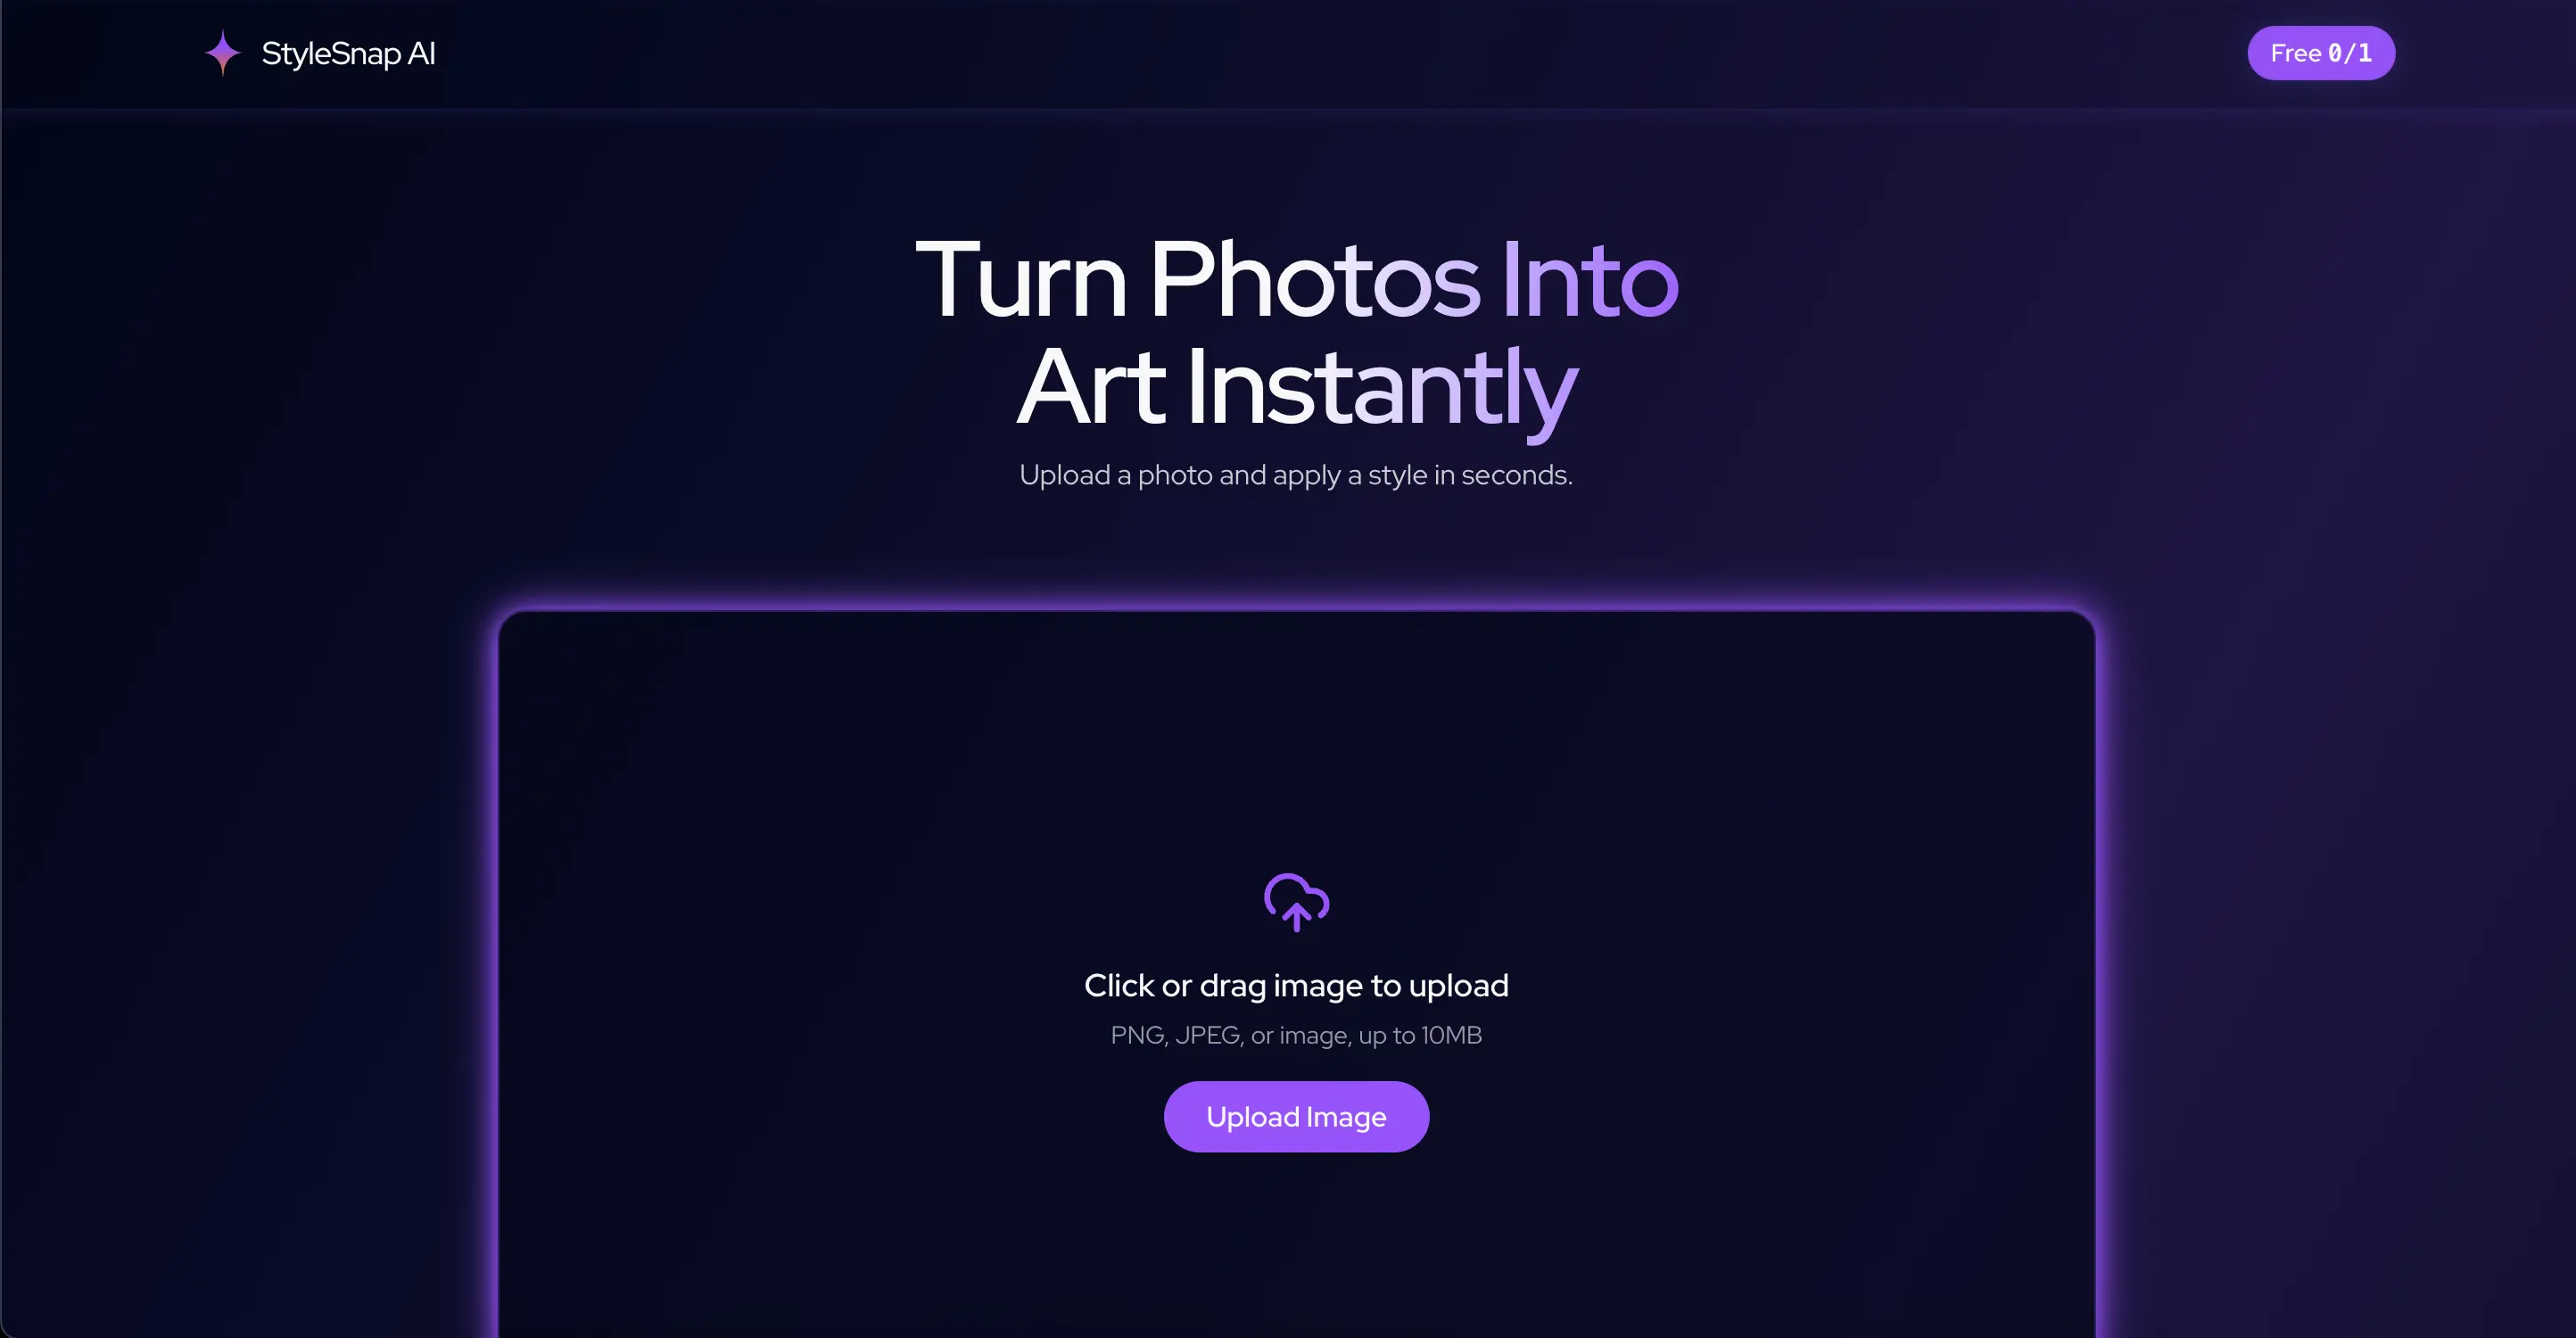 StyleSnap AI
Free 0/1
Turn Photos Into
Art Instantly
Upload a photo and apply a style in seconds.
Click or drag image to upload
PNG, JPEG, or image, up to 10MB
Upload Image